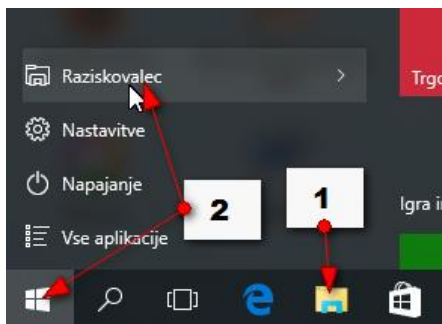 Raziskovalec
Trgo
Nastavitve
Napajanje
2
1
Igra i
Vse aplikacije